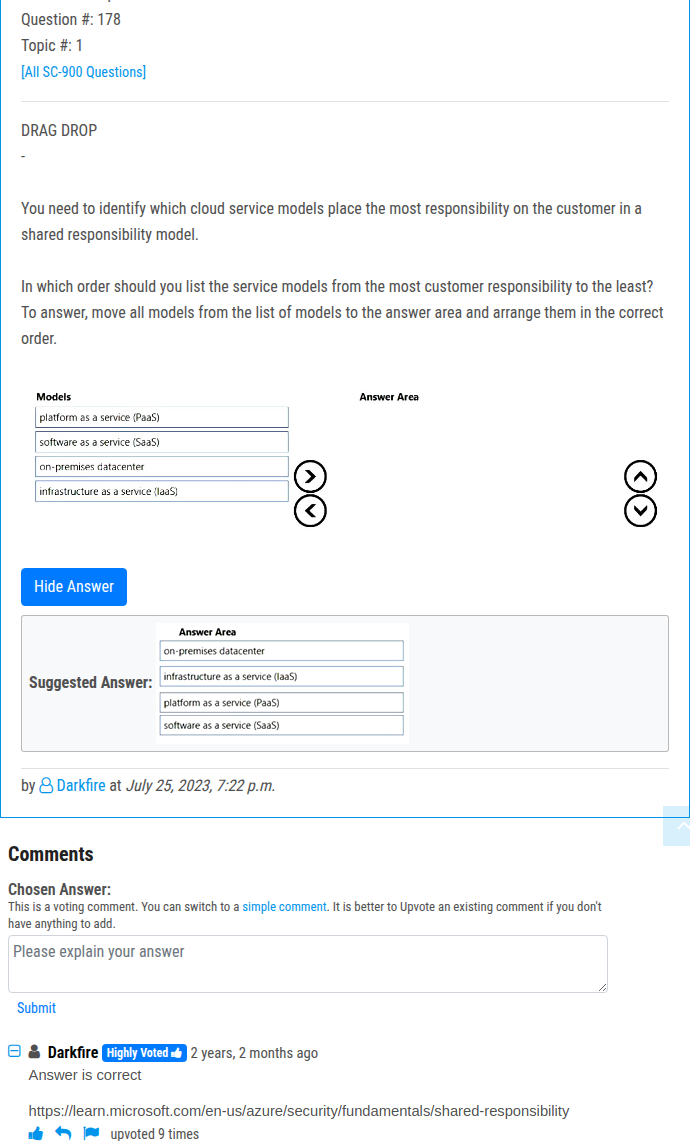 Question #: 178
Topic #: 1
[All SC-900 Questions]
DRAG DROP
-
You need to identify which cloud service models place the most responsibility on the customer in a
shared responsibility model.
In which order should you list the service models from the most customer responsibility to the least?
To answer, move all models from the list of models to the answer area and arrange them in the correct
order.
Models
Answer Area
platform as a service (PaaS)
software as a service (SaaS)
on-premises datacenter
infrastructure as a service (IaaS)
Hide Answer
Suggested Answer:
Answer Area
on-premises datacenter
infrastructure as a service (IaaS)
platform as a service (PaaS)
software as a service (SaaS)
by Darkfire at July 25, 2023, 7:22 p.m.
Comments
Chosen Answer:
This is a voting comment. You can switch to a simple comment. It is better to Upvote an existing comment if you don't
have anything to add.
Please explain your answer
Submit
Darkfire Highly Voted 2 years, 2 months ago
Answer is correct
https://learn.microsoft.com/en-us/azure/security/fundamentals/shared-responsibility
upvoted 9 times